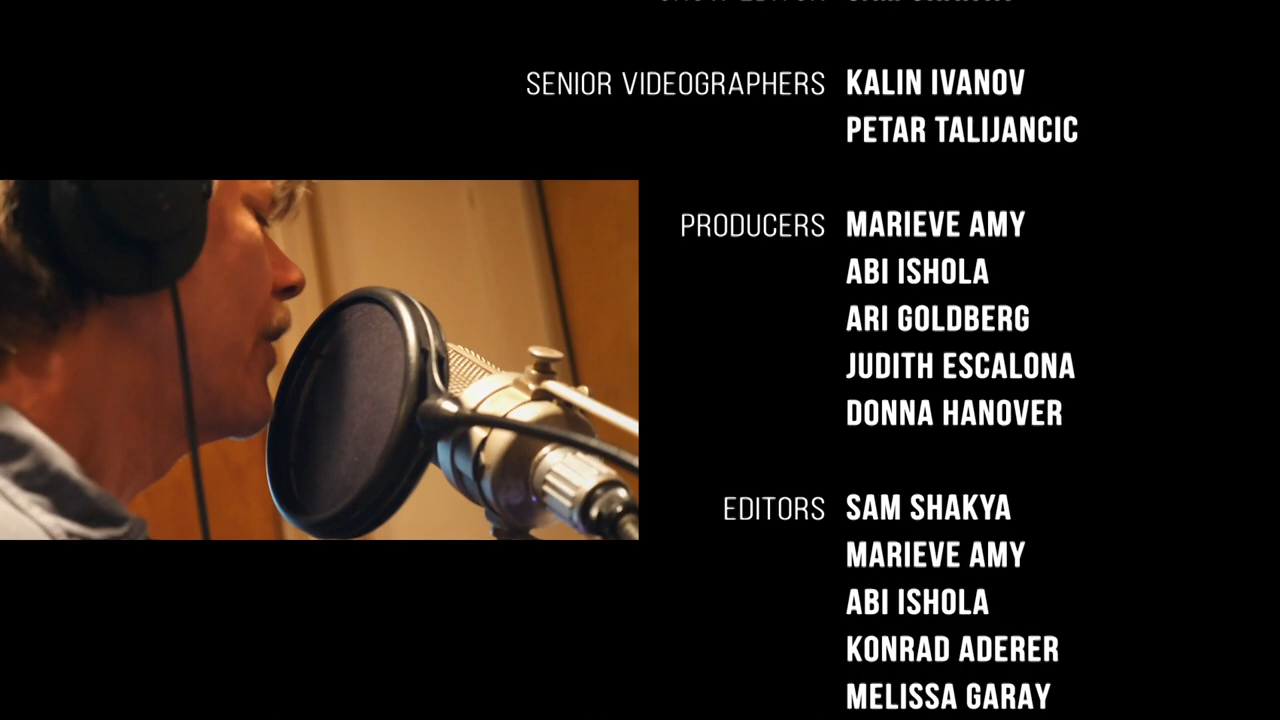 SENIOR VIDEOGRAPHERS KALIN IVANOV
PETAR TALIJANCIC
PRODUCERS MARIEVE AMY
ABI ISHOLA
ARI GOLDBERG
JUDITH ESCALONA
DONNA HANOVER
EDITORS SAM SHAKYA
MARIEVE AMY
ABI ISHOLA
KONRAD ADERER
MELISSA GARAY